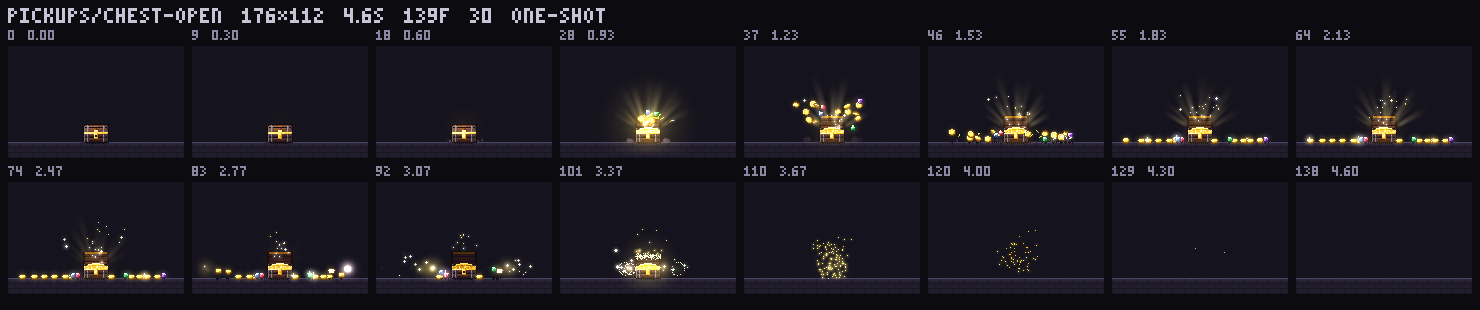 PICKUPS/CHEST-OPEN 176×112 4.6S 139F 30 ONE-SHOT
0 0.00 9 0.30 18 0.60 28 0.93 37 1.23 46 1.53 55 1.83 64 2.13
74 2.47 83 2.77 92 3.07 101 3.37 110 3.67 120 4.00 129 4.30 138 4.60